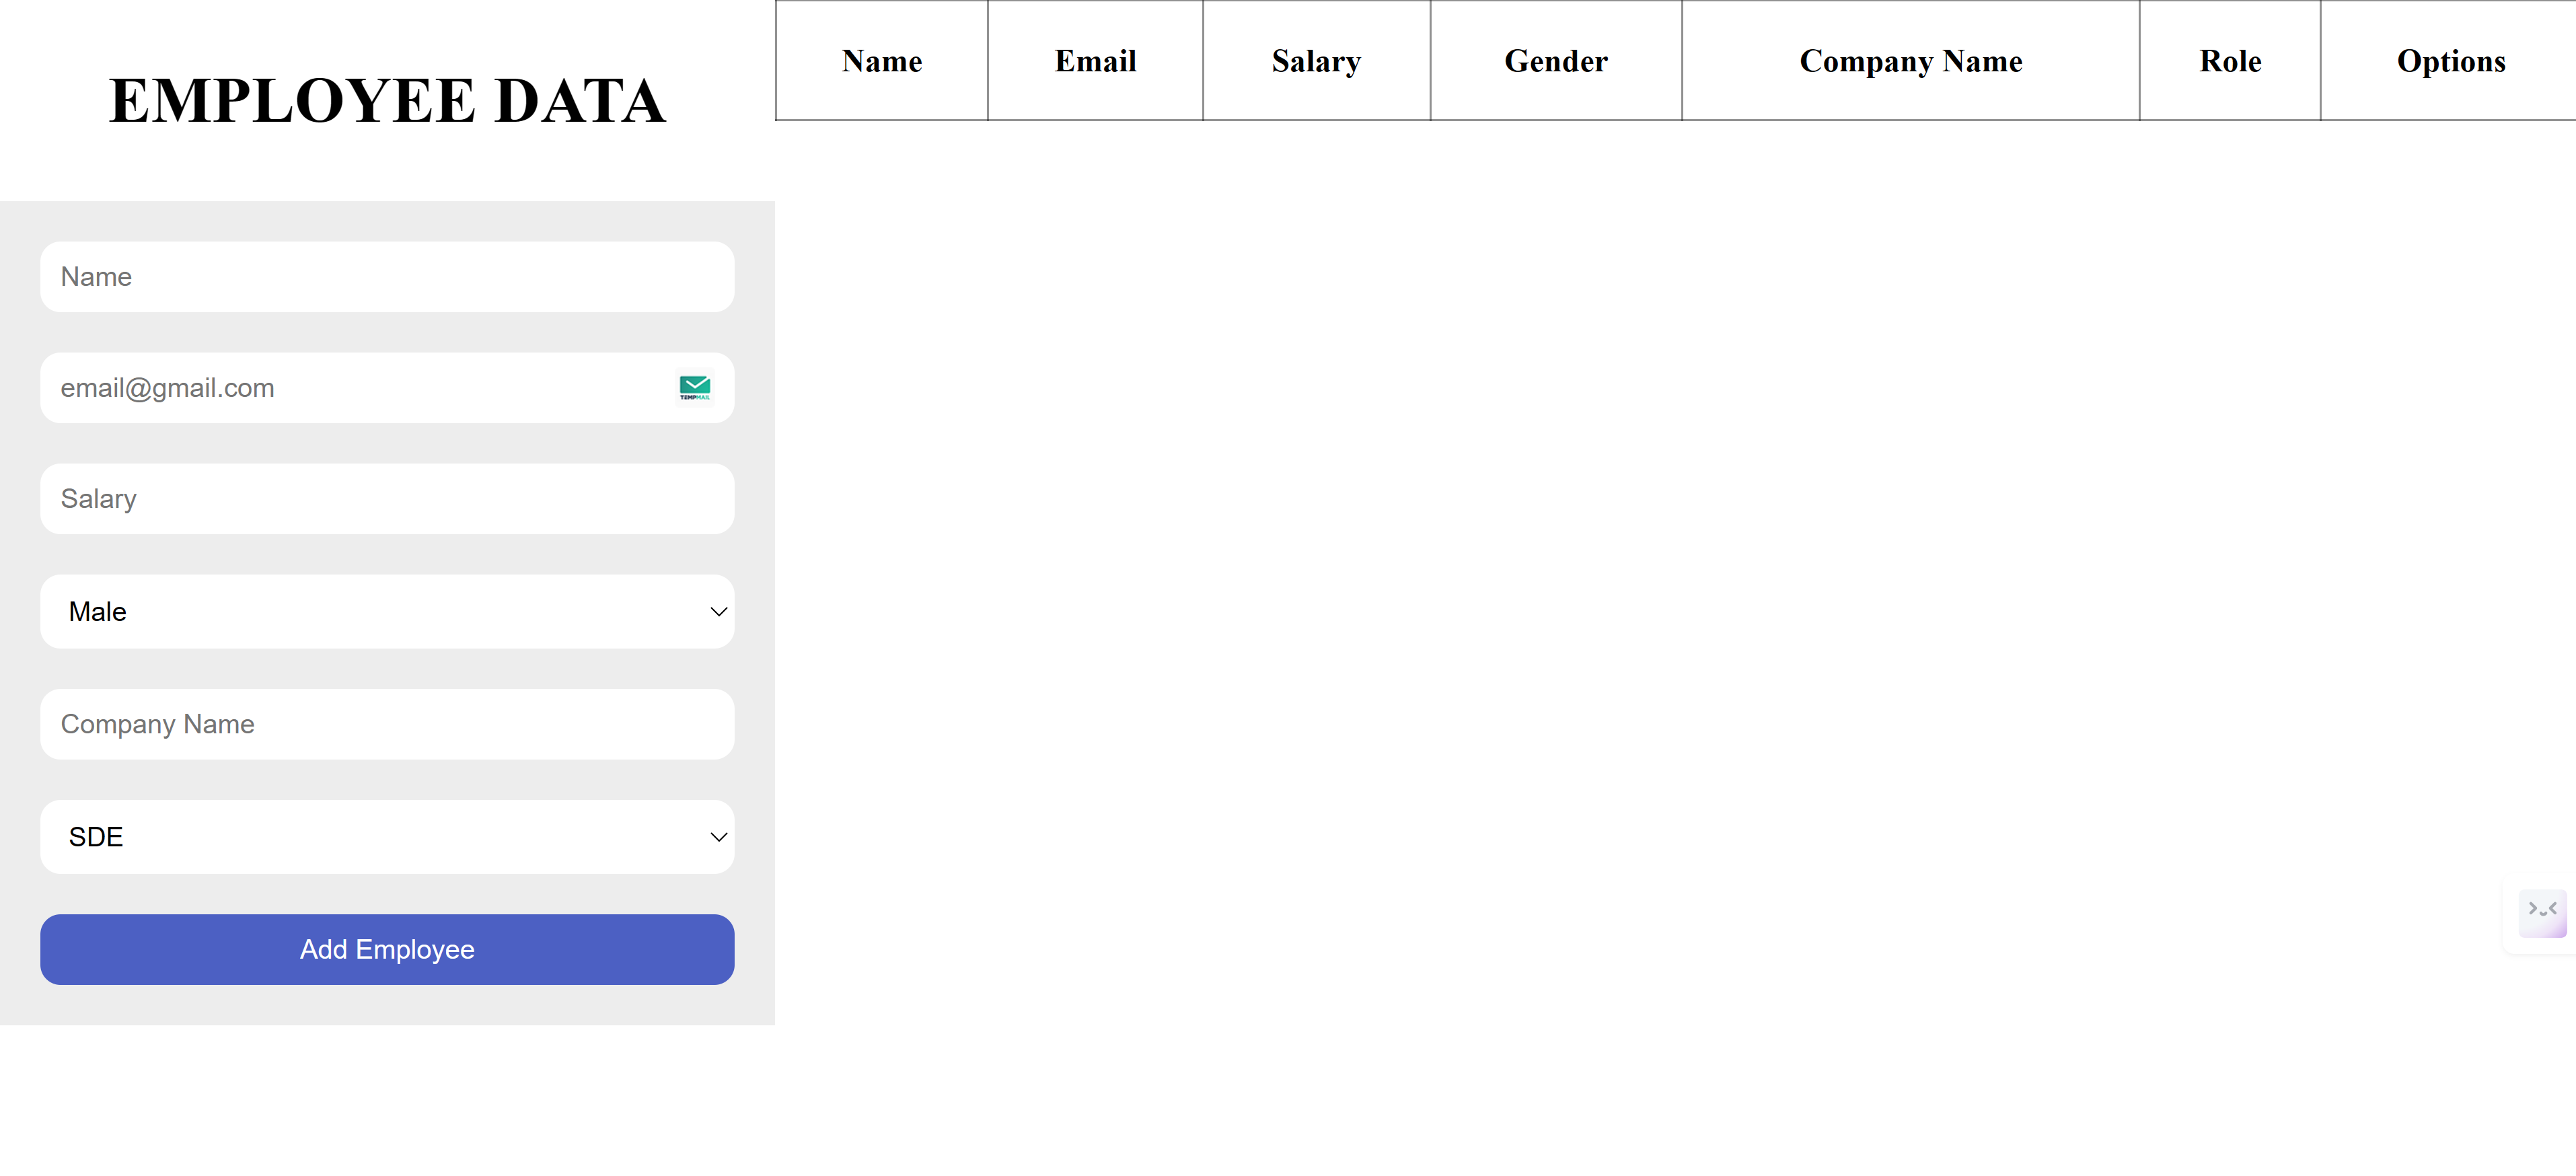 EMPLOYEE DATA
Name
email@gmail.com
TEMPMAIL
Salary
Male
Company Name
SDE
Add Employee
Name Email Salary Gender Company Name Role Options